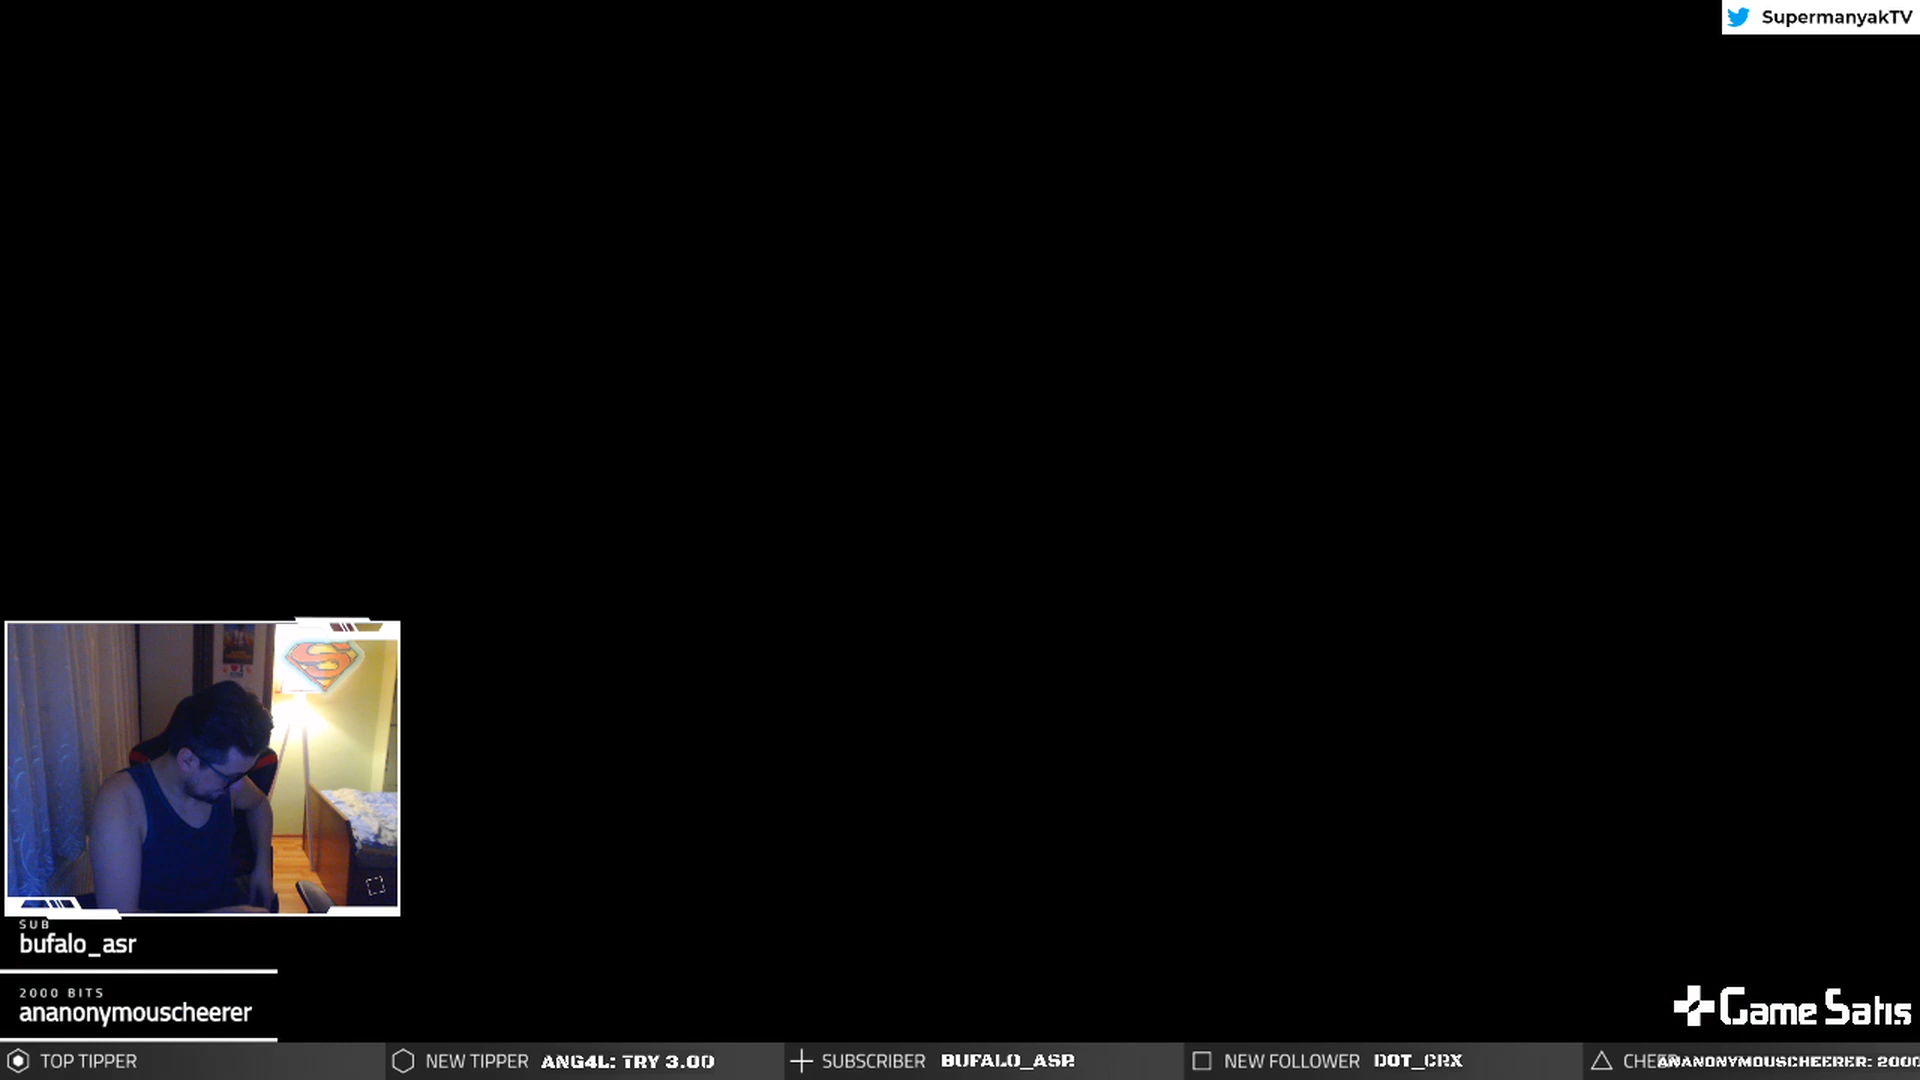 SupermanyakTV
SUB
bufalo_asr
2000 BITS
ananonymouscheerer
Game Satış
TOP TIPPER
NEW TIPPER ANG4L: TRY 3.00
SUBSCRIBER BUFALO_ASR
NEW FOLLOWER DOT_CRX
ANANONYMOUSCHEERER: 2000